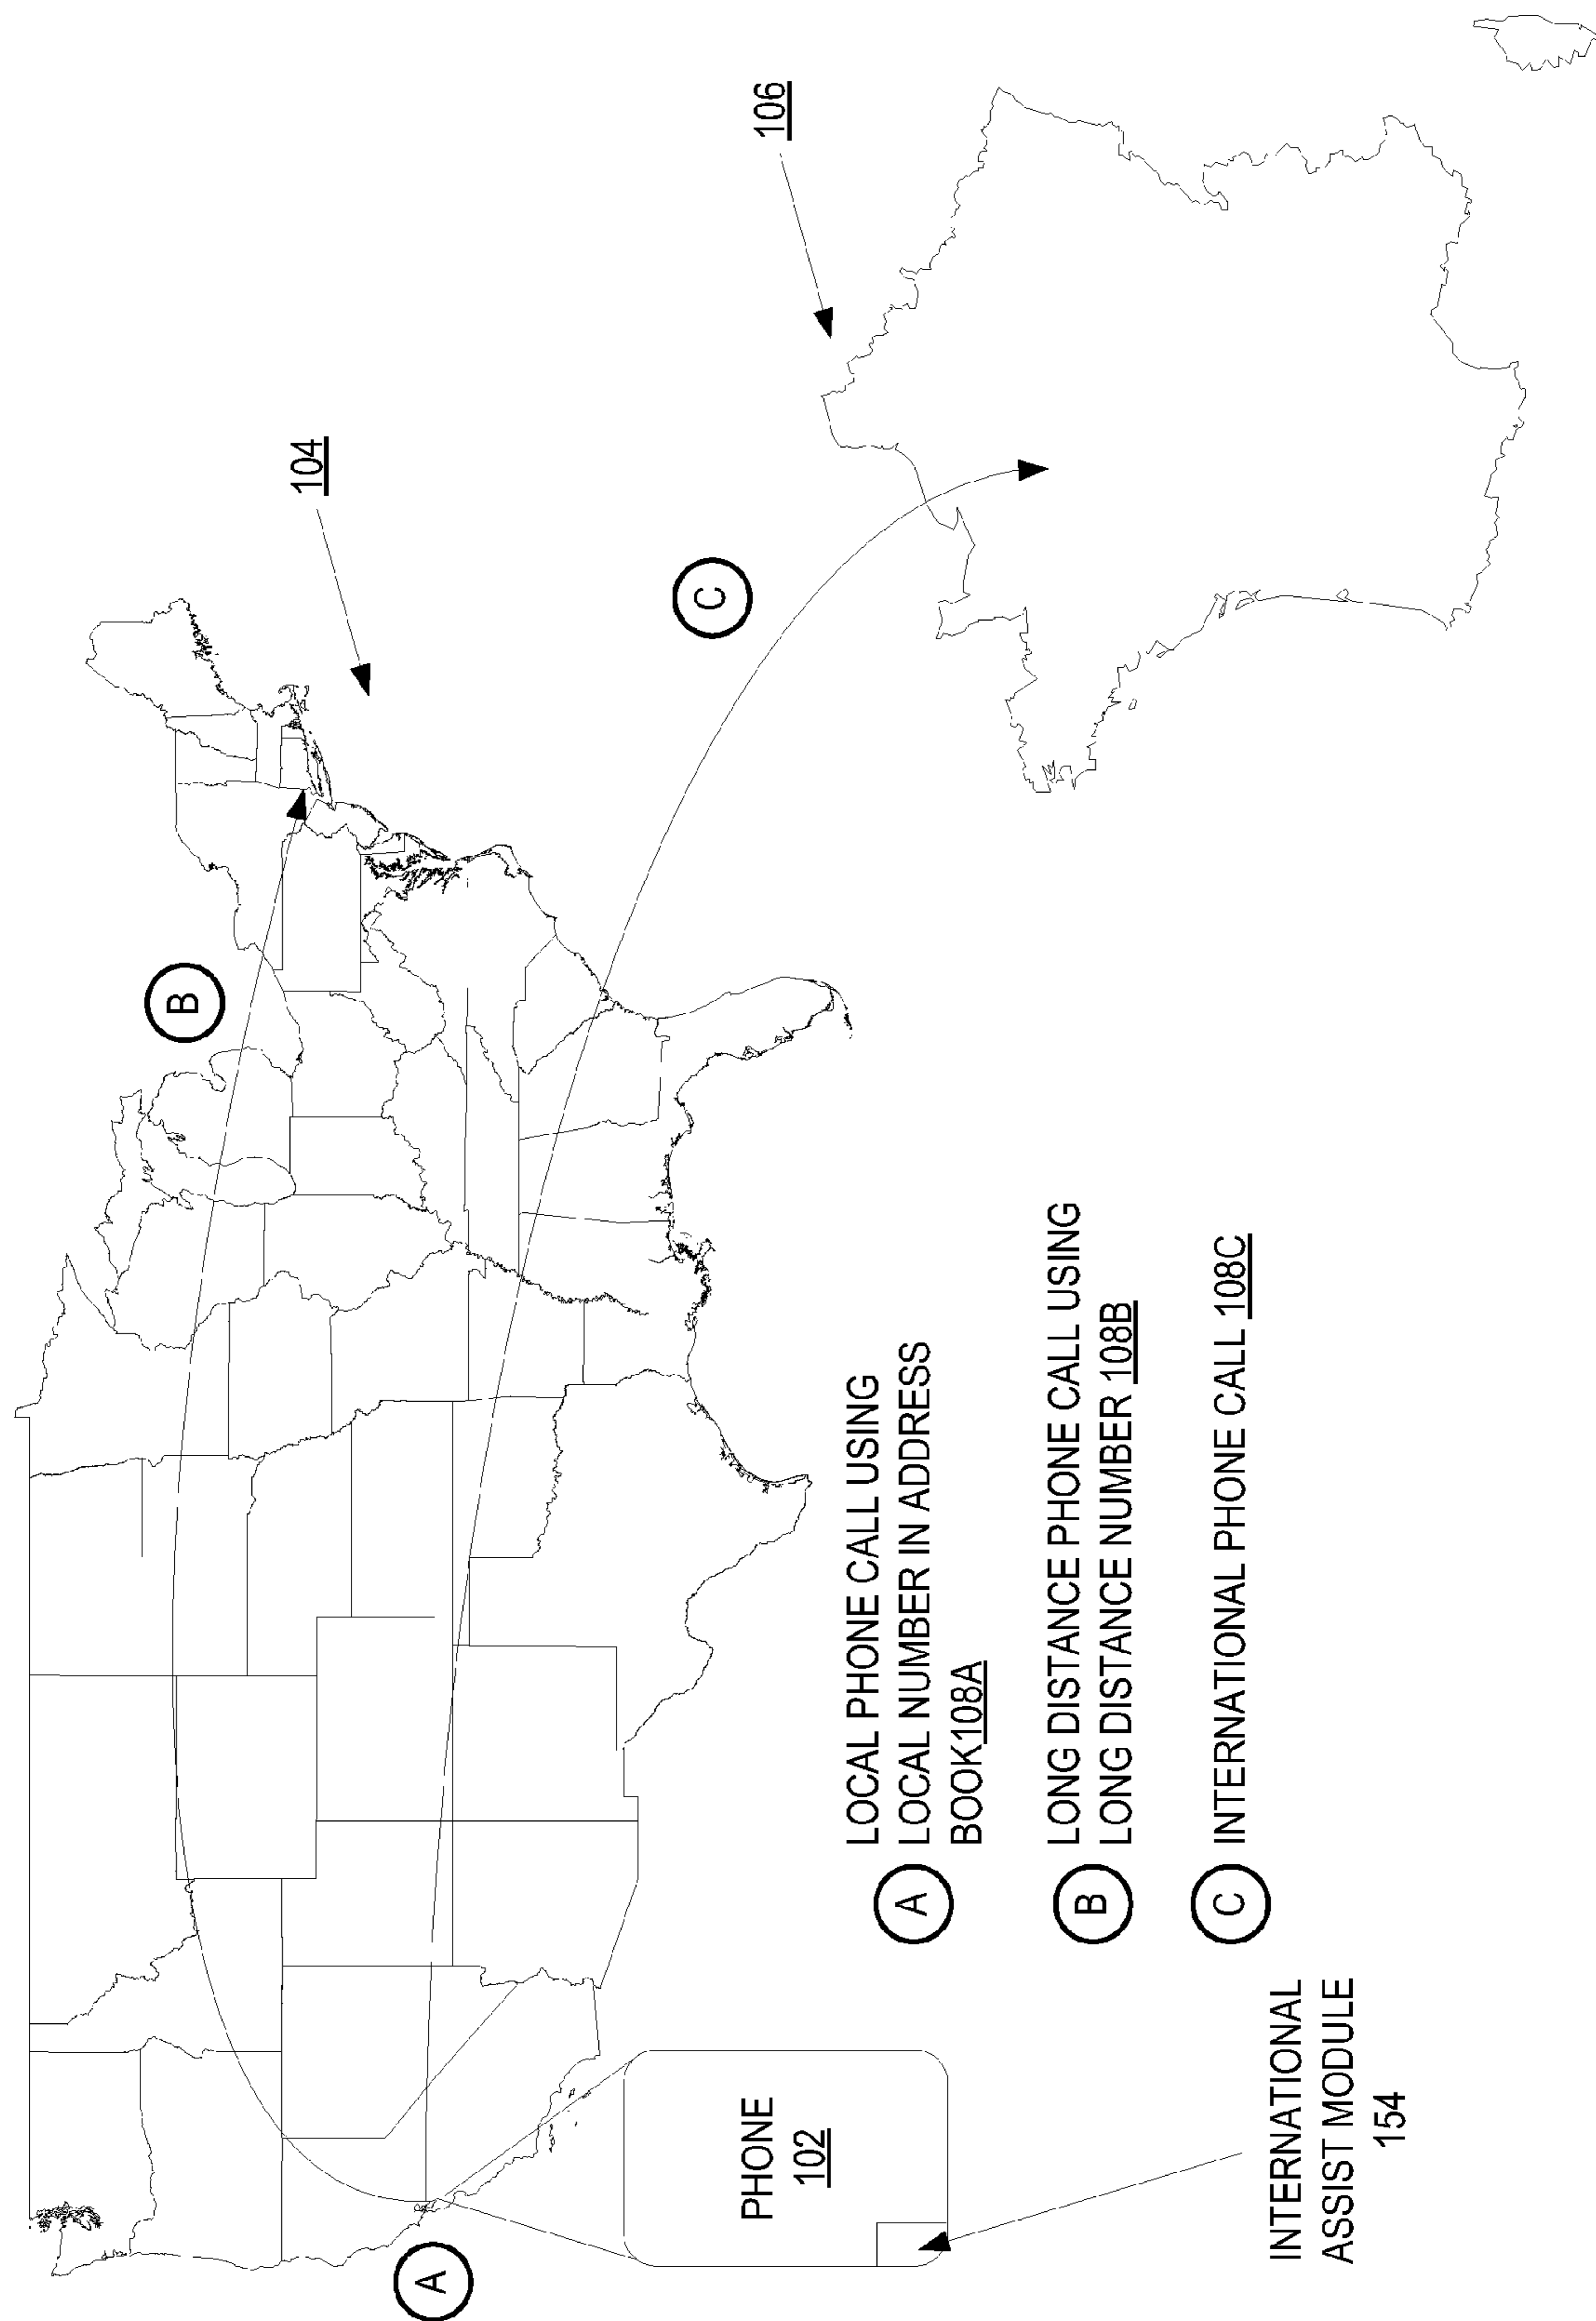 106
104
C
B
A
PHONE
102
INTERNATIONAL
ASSIST MODULE
154
A
LOCAL PHONE CALL USING
LOCAL NUMBER IN ADDRESS
BOOK108A
B
LONG DISTANCE PHONE CALL USING
LONG DISTANCE NUMBER 108B
C
INTERNATIONAL PHONE CALL 108C